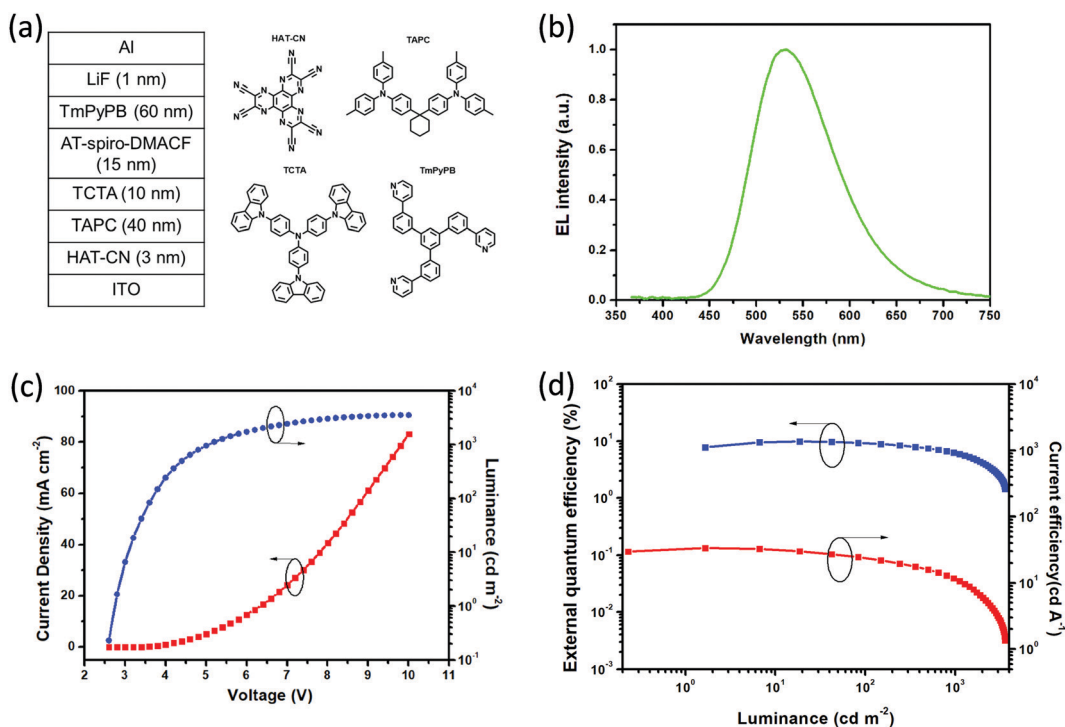 (a)
Al
LiF (1 nm)
TmPyPB (60 nm)
AT-spiro-DMACF
(15 nm)
TCTA (10 nm)
TAPC (40 nm)
HAT-CN (3 nm)
ITO
HAT-CN
TAPC
TCTA
TmPyPB
(b)
EL intensity (a.u.)
1.0
0.8
0.6
0.4
0.2
0.0
350 400 450 500 550 600 650 700 750
Wavelength (nm)
(c)
Current Density (mA cm-2)
100
80
60
40
20
0
2 3 4 5 6 7 8 9 10 11
Voltage (V)
10^4
10^3
10^2
10^1
10^0
10^-1
Luminance (cd m-2)
(d)
External quantum efficiency (%)
10^2
10^1
10^0
10^-1
10^-2
10^-3
10^0 10^1 10^2 10^3
Luminance (cd m-2)
10^4
10^3
10^2
10^1
10^0
Current efficiency(cd A-1)